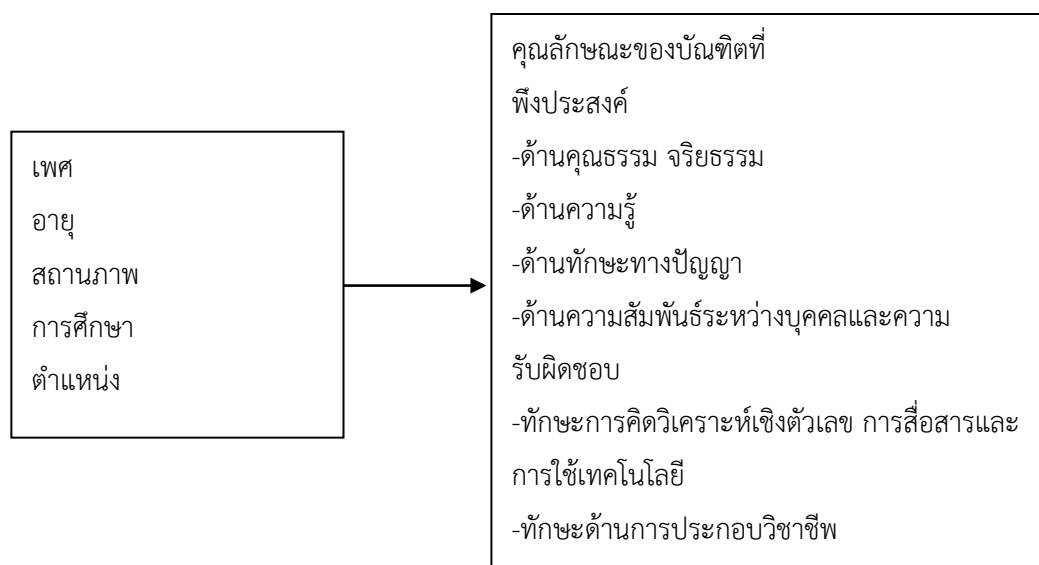 เพศ
อายุ
สถานภาพ
การศึกษา
ตำแหน่ง
คุณลักษณะของบัณฑิตที่
พึงประสงค์
-ด้านคุณธรรม จริยธรรม
-ด้านความรู้
-ด้านทักษะทางปัญญา
-ด้านความสัมพันธ์ระหว่างบุคคลและความ
รับผิดชอบ
-ทักษะการคิดวิเคราะห์เชิงตัวเลข การสื่อสารและ
การใช้เทคโนโลยี
-ทักษะด้านการประกอบวิชาชีพ